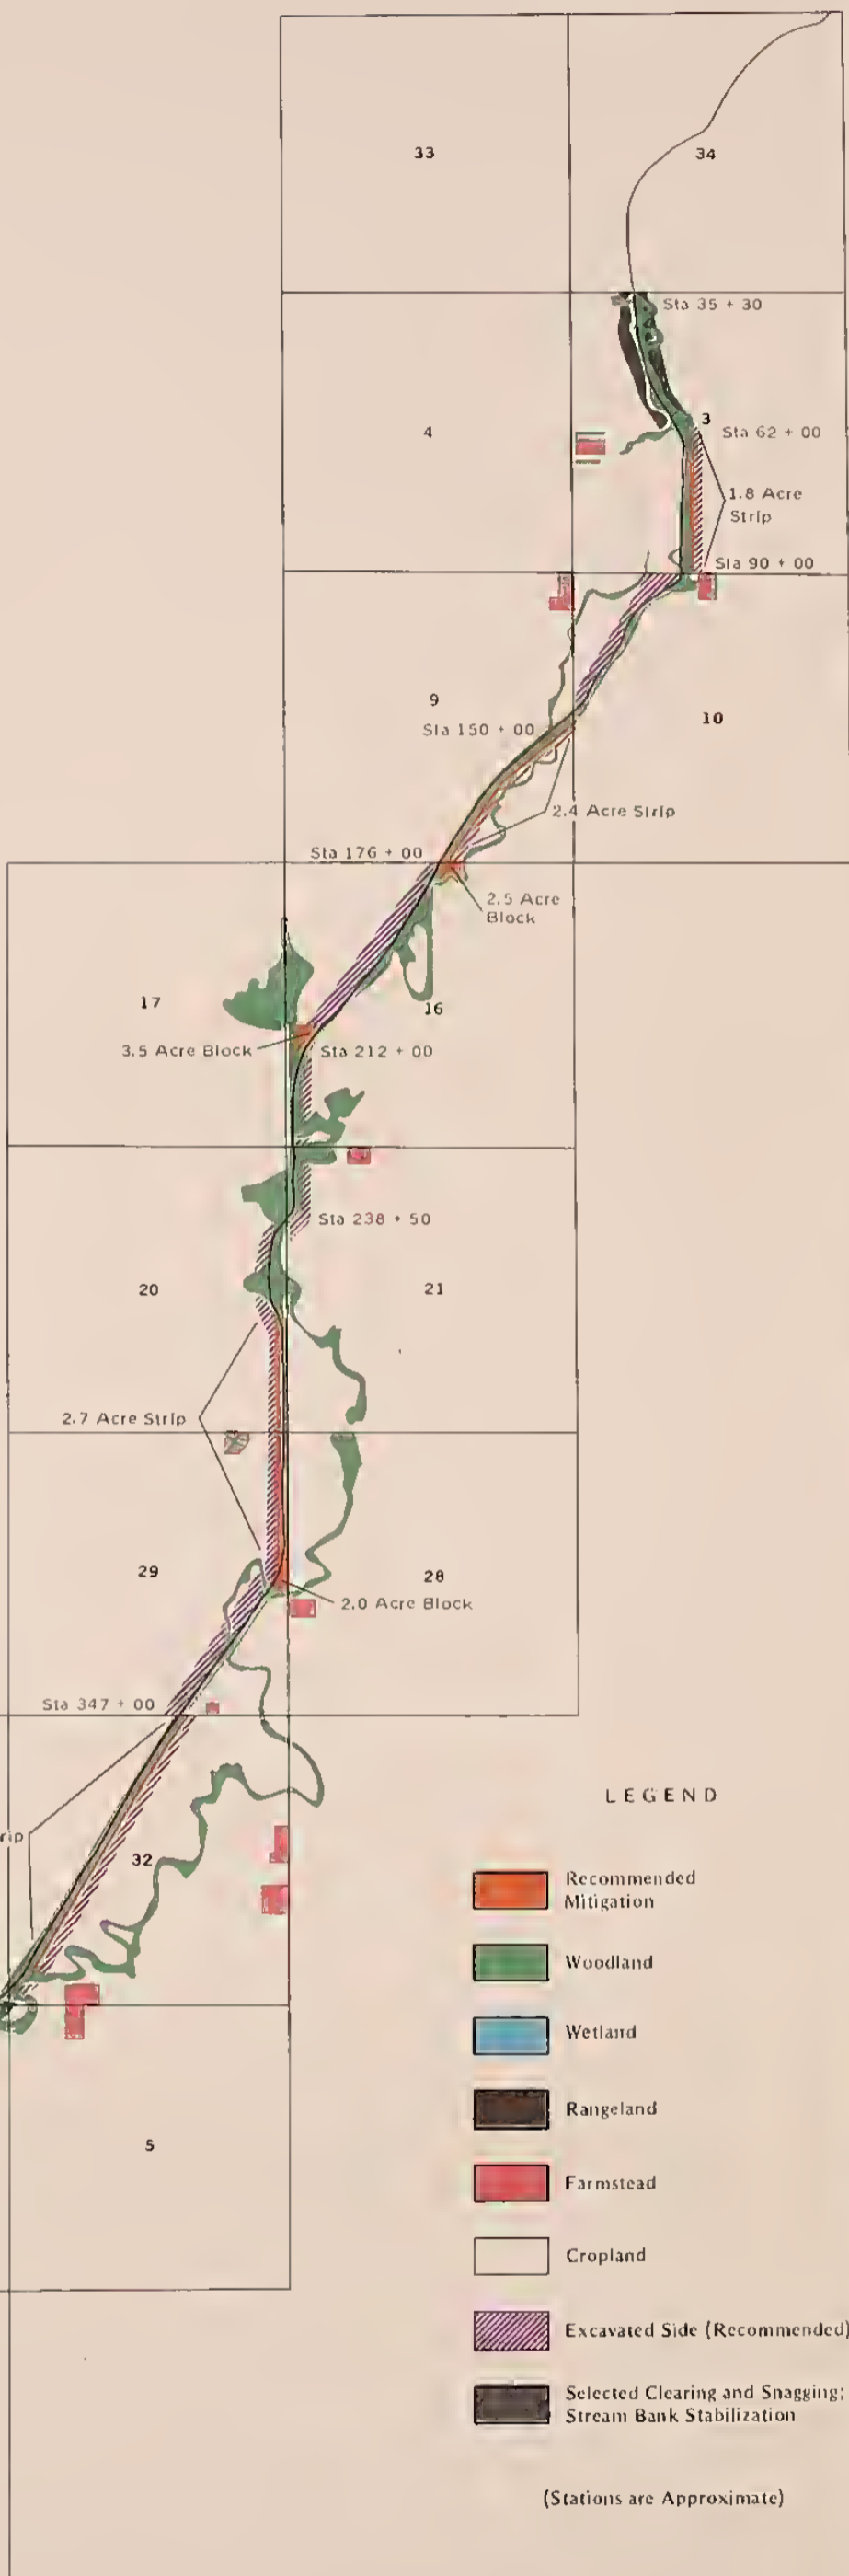 33
34
Sta 35 + 30
4
3
Sta 62 + 00
1.8 Acre
Strip
Sta 90 + 00
9
10
Sta 150 + 00
2.4 Acre Strip
Sta 176 + 00
2.5 Acre
Block
17
16
3.5 Acre Block
Sta 212 + 00
Sta 238 + 50
20
21
2.7 Acre Strip
29
28
2.0 Acre Block
Sta 347 + 00
rip
32
5
LEGEND
Recommended
Mitigation
Woodland
Wetland
Rangeland
Farmstead
Cropland
Excavated Side (Recommended)
Selected Clearing and Snagging;
Stream Bank Stabilization
(Stations are Approximate)